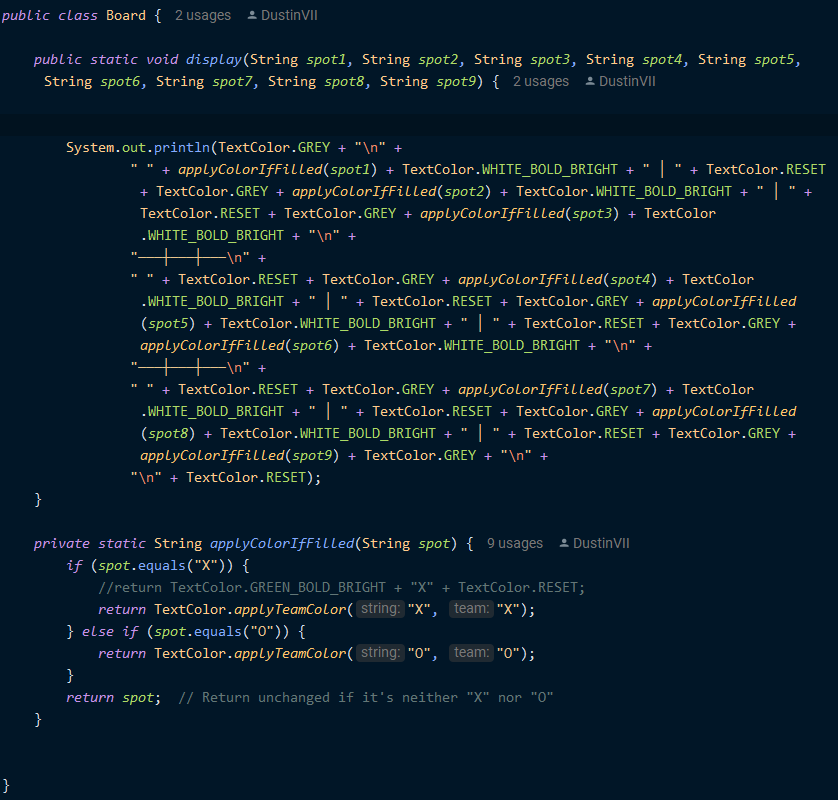 public class Board {  2 usages  DustinVII
public static void display(String spot1, String spot2, String spot3, String spot4, String spot5,
String spot6, String spot7, String spot8, String spot9) {  2 usages  DustinVII
System.out.println(TextColor.GREY + "\n" +
" " + applyColorIfFilled(spot1) + TextColor.WHITE_BOLD_BRIGHT + " │ " + TextColor.RESET
+ TextColor.GREY + applyColorIfFilled(spot2) + TextColor.WHITE_BOLD_BRIGHT + " │ " +
TextColor.RESET + TextColor.GREY + applyColorIfFilled(spot3) + TextColor
.WHITE_BOLD_BRIGHT + "\n" +
"───┼───┼───\n" +
" " + TextColor.RESET + TextColor.GREY + applyColorIfFilled(spot4) + TextColor
.WHITE_BOLD_BRIGHT + " │ " + TextColor.RESET + TextColor.GREY + applyColorIfFilled
(spot5) + TextColor.WHITE_BOLD_BRIGHT + " │ " + TextColor.RESET + TextColor.GREY +
applyColorIfFilled(spot6) + TextColor.WHITE_BOLD_BRIGHT + "\n" +
"───┼───┼───\n" +
" " + TextColor.RESET + TextColor.GREY + applyColorIfFilled(spot7) + TextColor
.WHITE_BOLD_BRIGHT + " │ " + TextColor.RESET + TextColor.GREY + applyColorIfFilled
(spot8) + TextColor.WHITE_BOLD_BRIGHT + " │ " + TextColor.RESET + TextColor.GREY +
applyColorIfFilled(spot9) + TextColor.GREY + "\n" +
"\n" + TextColor.RESET);
}
private static String applyColorIfFilled(String spot) {  9 usages  DustinVII
if (spot.equals("X")) {
//return TextColor.GREEN_BOLD_BRIGHT + "X" + TextColor.RESET;
return TextColor.applyTeamColor( string: "X", team: "X");
} else if (spot.equals("O")) {
return TextColor.applyTeamColor( string: "O", team: "O");
}
return spot;  // Return unchanged if it's neither "X" nor "O"
}
}